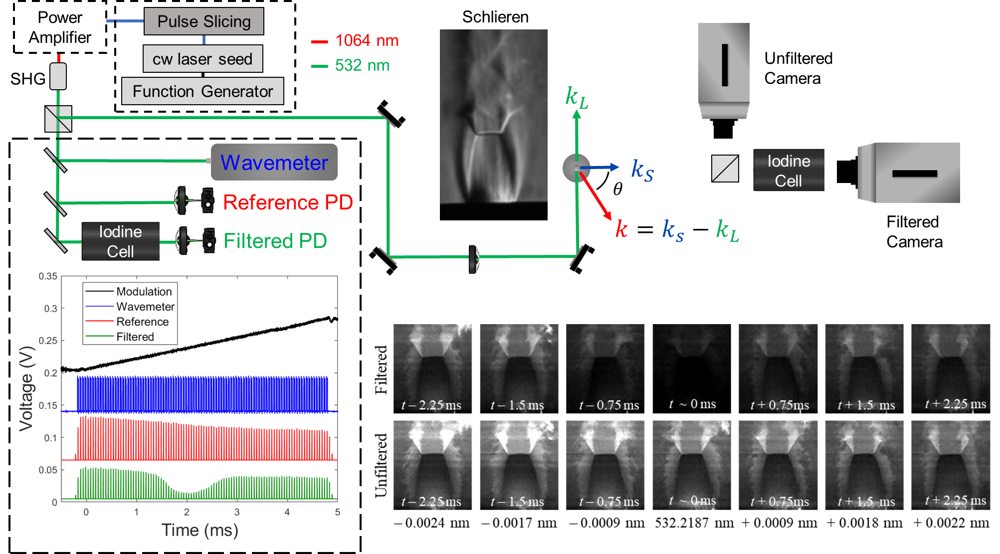 Power
Amplifier
Pulse Slicing
cw laser seed
Function Generator
1064 nm
532 nm
SHG
Schlieren
Unfiltered
Camera
Iodine
Cell
Filtered
Camera
k_L
k_S
θ
k = k_s − k_L
Wavemeter
Reference PD
Iodine
Cell
Filtered PD
0.35
0.3
0.25
0.2
0.15
0.1
0.05
0
Voltage (V)
Modulation
Wavemeter
Reference
Filtered
0 1 2 3 4 5
Time (ms)
Filtered
t – 2.25 ms
t – 1.5 ms
t – 0.75 ms
t ~ 0 ms
t + 0.75ms
t + 1.5 ms
t + 2.25 ms
Unfiltered
t – 2.25 ms
t – 1.5 ms
t – 0.75 ms
t ~ 0ms
t + 0.75ms
t + 1.5 ms
t + 2.25 ms
– 0.0024 nm
– 0.0017 nm
– 0.0009 nm
532.2187 nm
+ 0.0009 nm
+ 0.0018 nm
+ 0.0022 nm